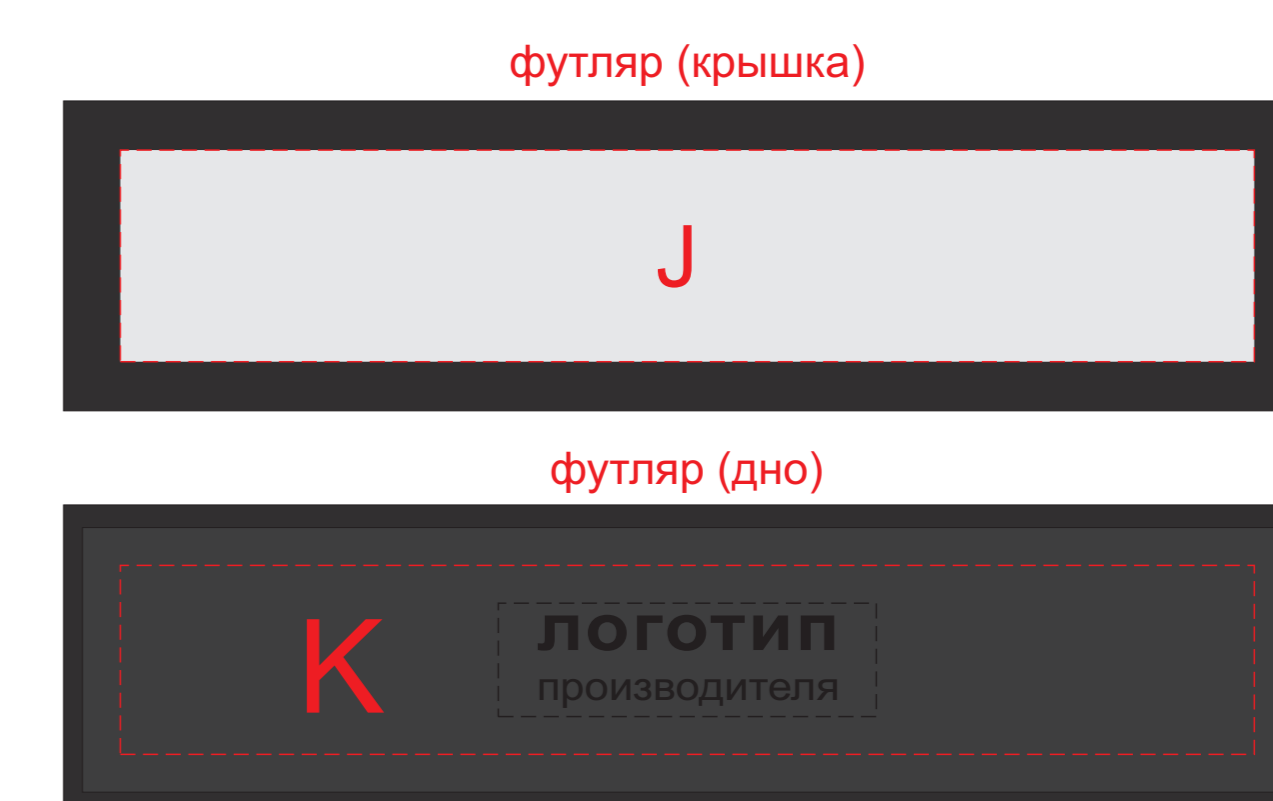 футляр (крышка)
J
футляр (дно)
K
логотип
производителя